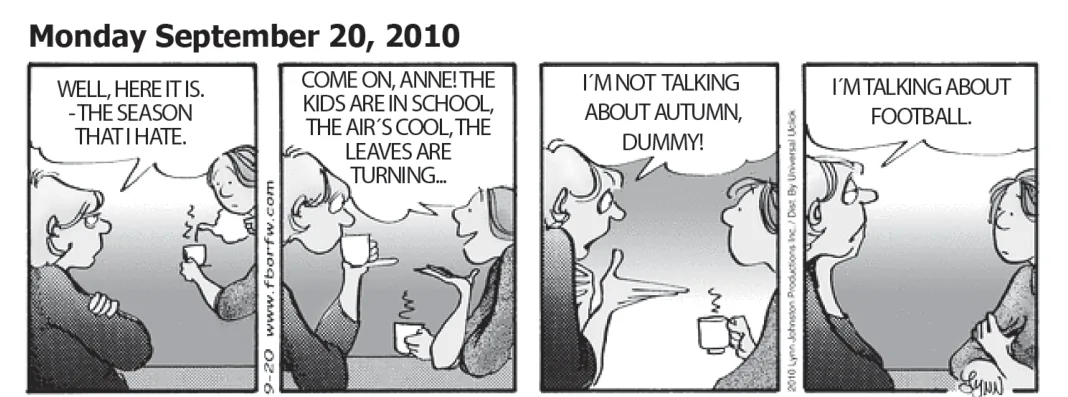 Monday September 20, 2010
WELL, HERE IT IS.
- THE SEASON
THAT I HATE.
9-20 www.fborfw.com
COME ON, ANNE! THE
KIDS ARE IN SCHOOL,
THE AIR´S COOL, THE
LEAVES ARE
TURNING...
I´M NOT TALKING
ABOUT AUTUMN,
DUMMY!
2010 Lynn Johnston Productions Inc./ Dist. By Universal Uclick
I´M TALKING ABOUT
FOOTBALL.
LYNN